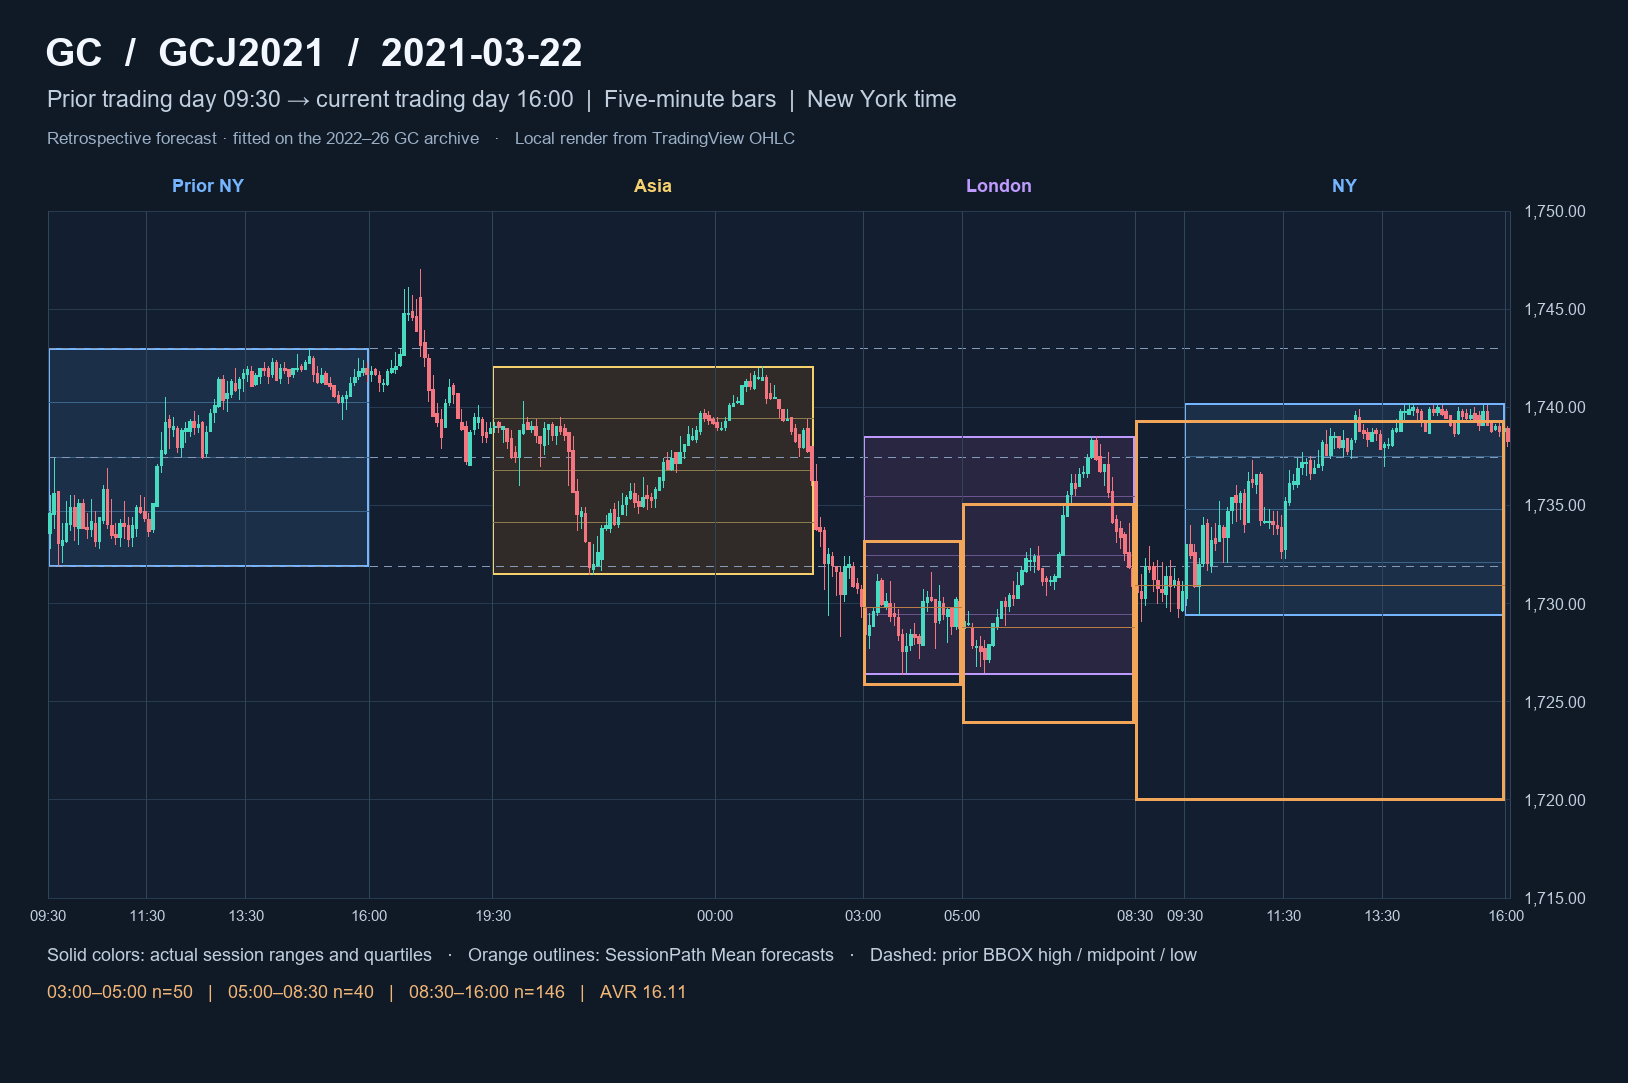 GC / GCJ2021 / 2021-03-22
Prior trading day 09:30 → current trading day 16:00 | Five-minute bars | New York time
Retrospective forecast · fitted on the 2022–26 GC archive · Local render from TradingView OHLC
Prior NY Asia London NY
1,750.00
1,745.00
1,740.00
1,735.00
1,730.00
1,725.00
1,720.00
1,715.00
09:30 11:30 13:30 16:00 19:30 00:00 03:00 05:00 08:30 09:30 11:30 13:30 16:00
Solid colors: actual session ranges and quartiles · Orange outlines: SessionPath Mean forecasts · Dashed: prior BBOX high / midpoint / low
03:00–05:00 n=50 | 05:00–08:30 n=40 | 08:30–16:00 n=146 | AVR 16.11